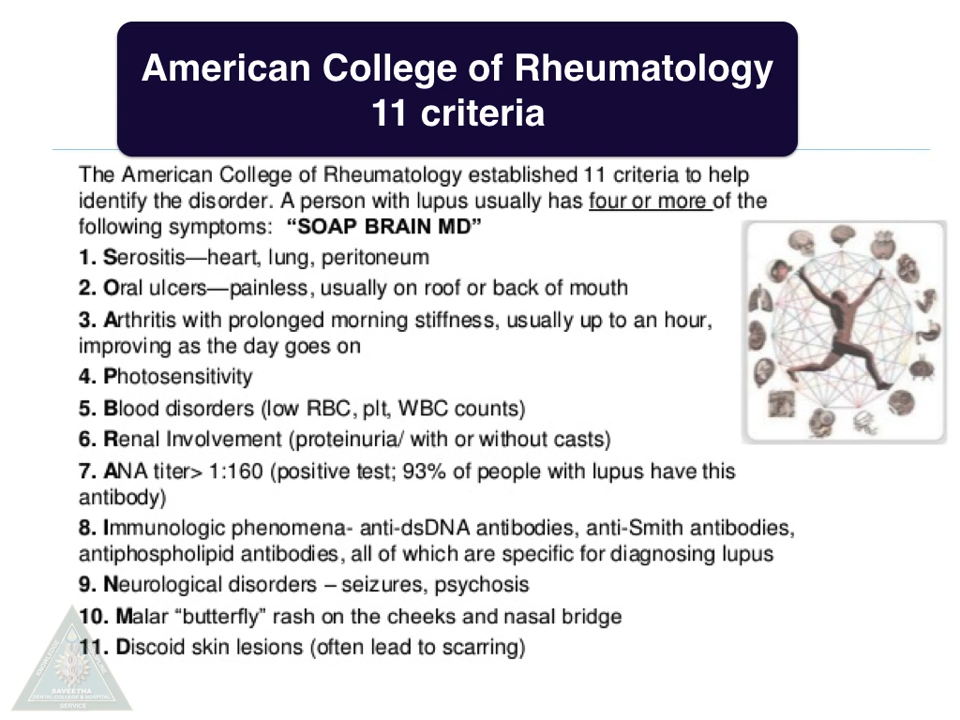 American College of Rheumatology
11 criteria
The American College of Rheumatology established 11 criteria to help
identify the disorder. A person with lupus usually has four or more of the
following symptoms: “SOAP BRAIN MD”
1. Serositis—heart, lung, peritoneum
2. Oral ulcers—painless, usually on roof or back of mouth
3. Arthritis with prolonged morning stiffness, usually up to an hour,
improving as the day goes on
4. Photosensitivity
5. Blood disorders (low RBC, plt, WBC counts)
6. Renal Involvement (proteinuria/ with or without casts)
7. ANA titer> 1:160 (positive test; 93% of people with lupus have this
antibody)
8. Immunologic phenomena- anti-dsDNA antibodies, anti-Smith antibodies,
antiphospholipid antibodies, all of which are specific for diagnosing lupus
9. Neurological disorders – seizures, psychosis
10. Malar “butterfly” rash on the cheeks and nasal bridge
11. Discoid skin lesions (often lead to scarring)
SAVEETHA
DENTAL COLLEGE & HOSPITAL
SERVICE